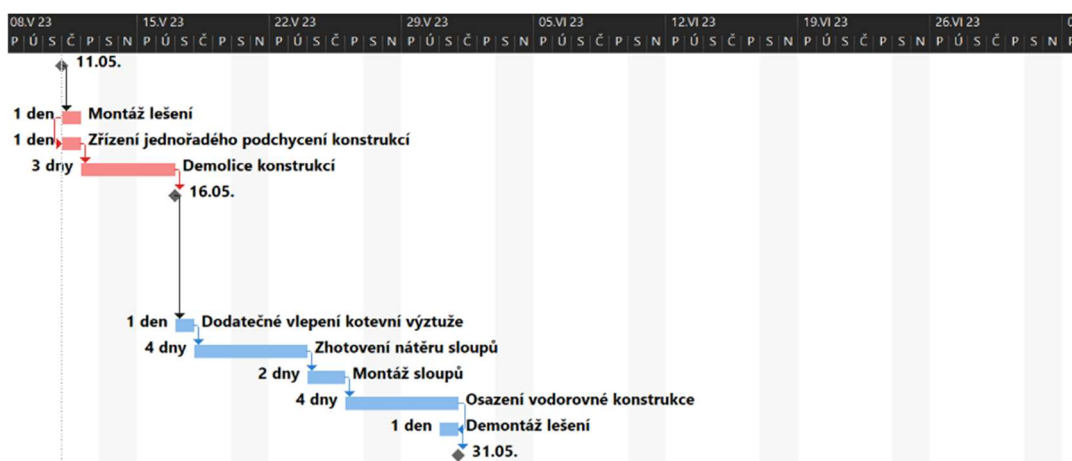 08.V 23 15.V 23 22.V 23 29.V 23 05.VI 23 12.VI 23 19.VI 23 26.VI 23
P Ú S Č P S N P Ú S Č P S N P Ú S Č P S N P Ú S Č P S N P Ú S Č P S N P Ú S Č P S N P Ú S Č P S N P Ú S Č P S N
11.05.
1 den Montáž lešení
1 den Zřízení jednořadého podchycení konstrukcí
3 dny Demolice konstrukcí
16.05.
1 den Dodatečné vlepení kotevní výztuže
4 dny Zhotovení nátěru sloupů
2 dny Montáž sloupů
4 dny Osazení vodorovné konstrukce
1 den Demontáž lešení
31.05.